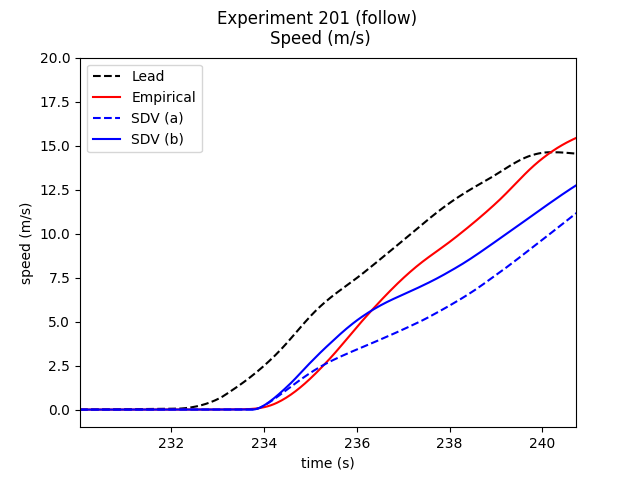 Experiment 201 (follow)
Speed (m/s)
20.0
17.5
15.0
12.5
10.0
7.5
5.0
2.5
0.0
speed (m/s)
Lead
Empirical
SDV (a)
SDV (b)
232
234
236
238
240
time (s)